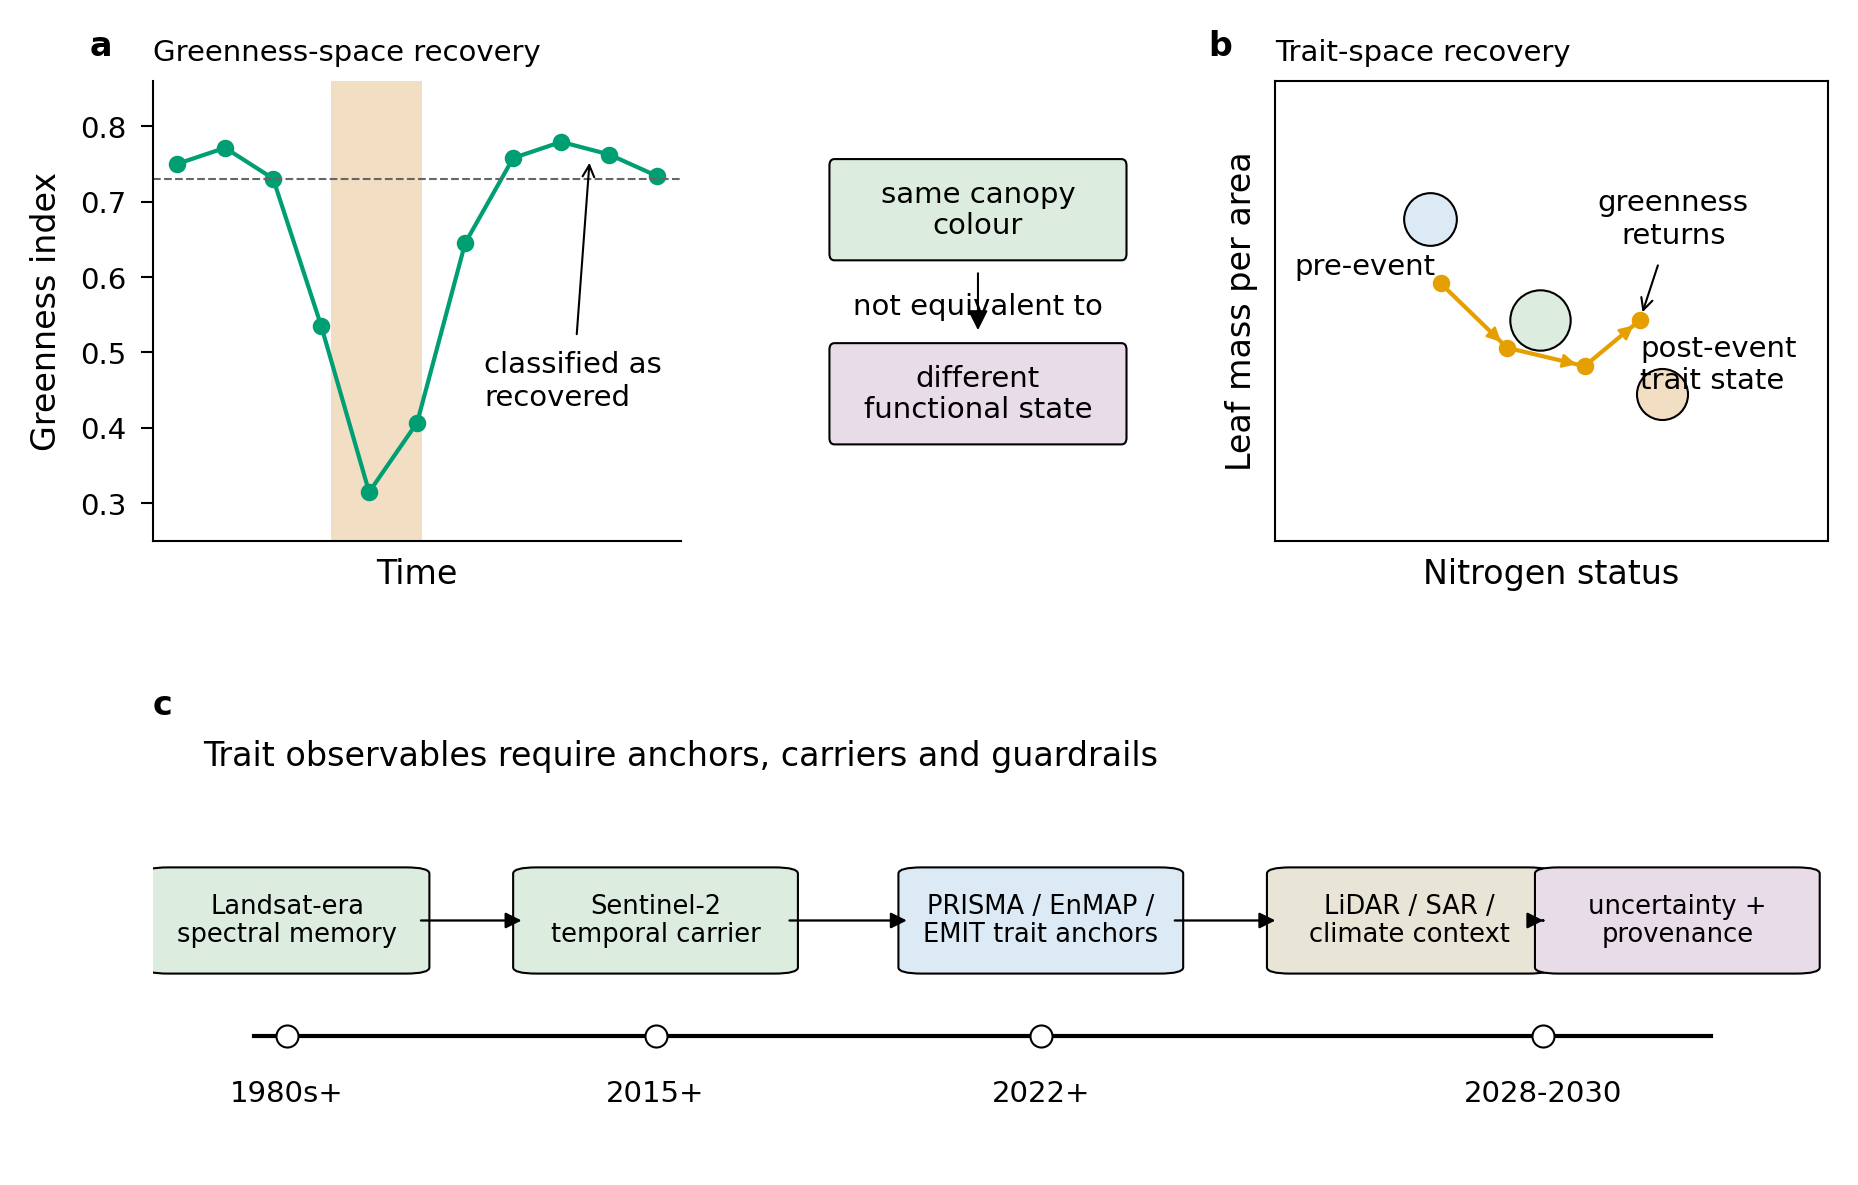 a
Greenness-space recovery
0.8
0.7
0.6
0.5
0.4
0.3
Greenness index
Time
classified as
recovered
same canopy
colour
not equivalent to
different
functional state
b
Trait-space recovery
Leaf mass per area
Nitrogen status
pre-event
greenness
returns
post-event
trait state
c
Trait observables require anchors, carriers and guardrails
Landsat-era
spectral memory
Sentinel-2
temporal carrier
PRISMA / EnMAP /
EMIT trait anchors
LiDAR / SAR /
climate context
uncertainty +
provenance
1980s+
2015+
2022+
2028-2030